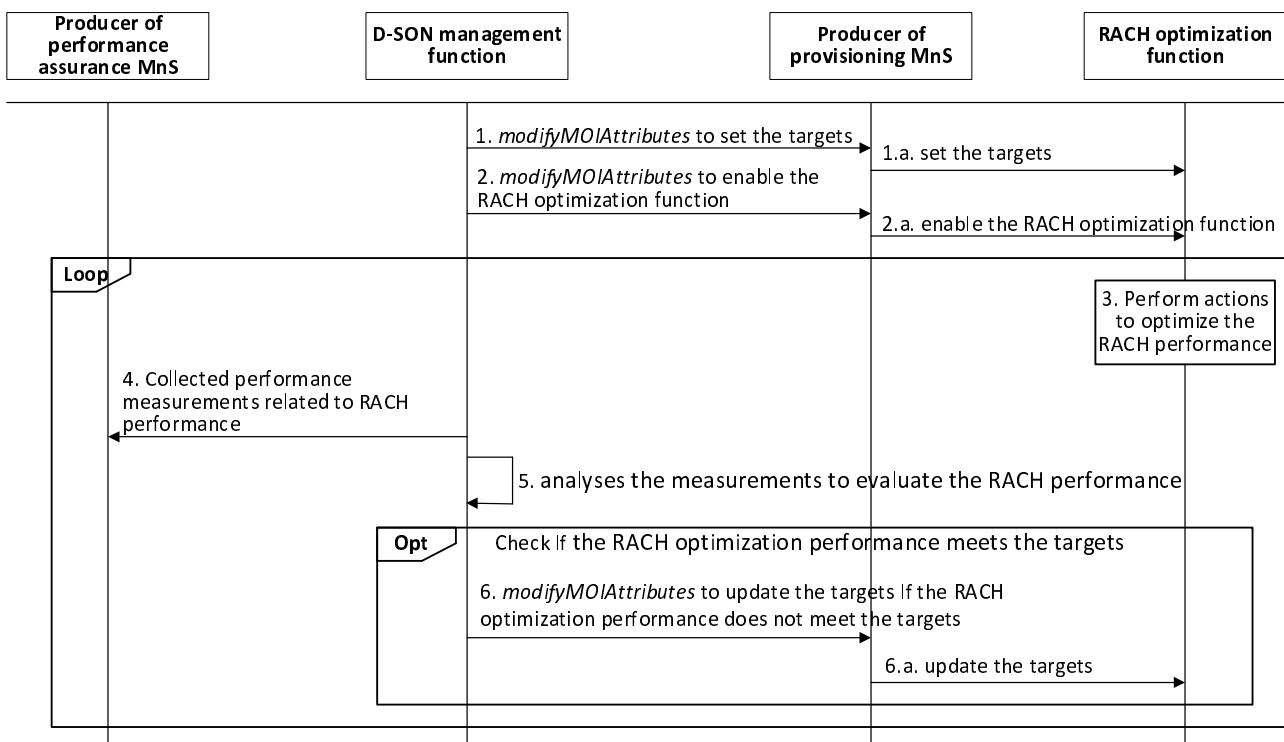 Producer of
performance
assurance MnS
D-SON management
function
Producer of
provisioning MnS
RACH optimization
function
1. modifyMOIAttributes to set the targets
1.a. set the targets
2. modifyMOIAttributes to enable the
RACH optimization function
2.a. enable the RACH optimization function
Loop
3. Perform actions
to optimize the
RACH performance
4. Collected performance
measurements related to RACH
performance
5. analyses the measurements to evaluate the RACH performance
Opt
Check If the RACH optimization performance meets the targets
6. modifyMOIAttributes to update the targets If the RACH
optimization performance does not meet the targets
6.a. update the targets